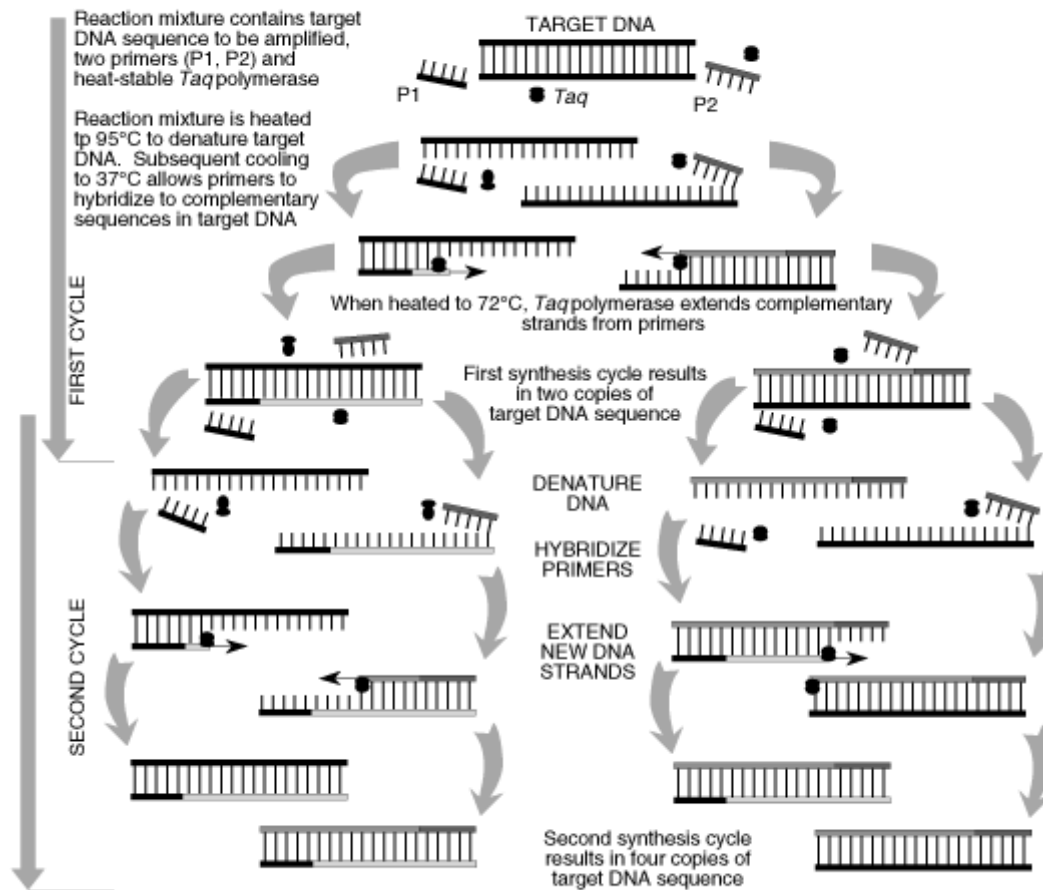 Reaction mixture contains target
DNA sequence to be amplified,
two primers (P1, P2) and
heat-stable Taq polymerase
TARGET DNA
P1
Taq
P2
Reaction mixture is heated
tp 95°C to denature target
DNA. Subsequent cooling
to 37°C allows primers to
hybridize to complementary
sequences in target DNA
FIRST CYCLE
When heated to 72°C, Taq polymerase extends complementary
strands from primers
First synthesis cycle results
in two copies of
target DNA sequence
SECOND CYCLE
DENATURE
DNA
HYBRIDIZE
PRIMERS
EXTEND
NEW DNA
STRANDS
Second synthesis cycle
results in four copies of
target DNA sequence